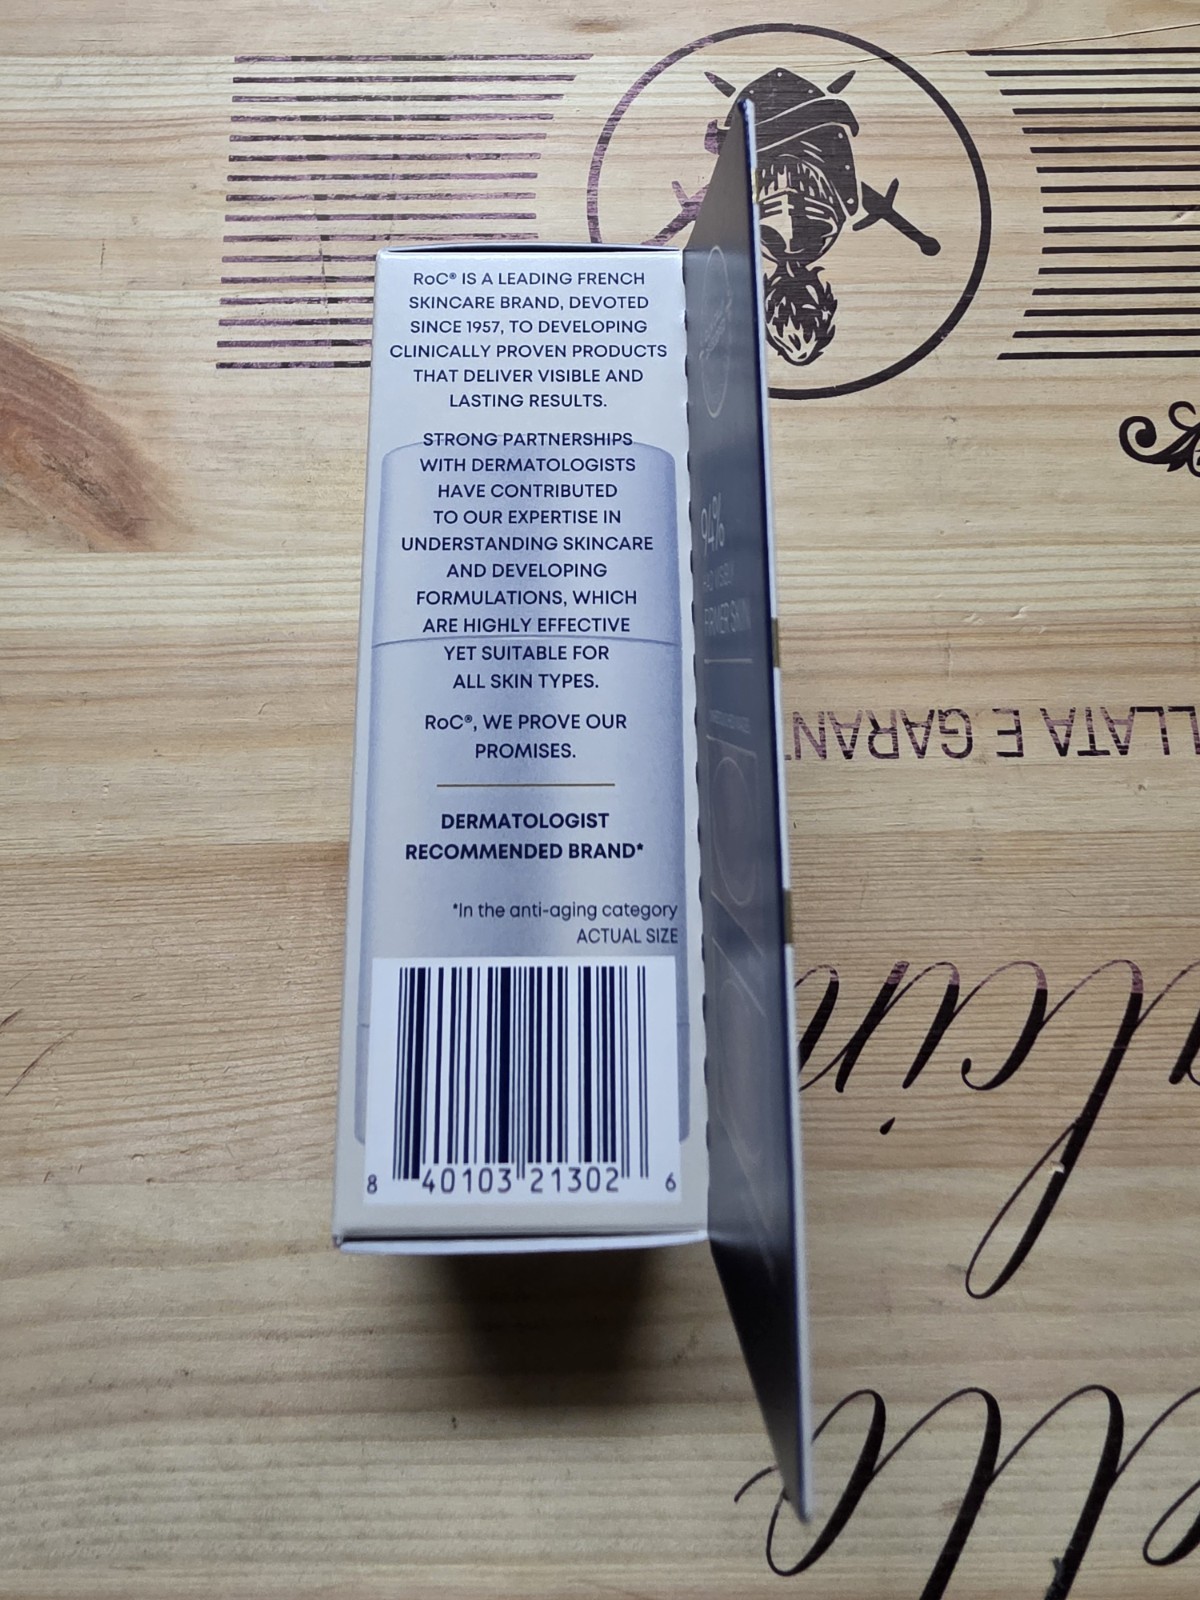 RoC® IS A LEADING FRENCH
SKINCARE BRAND, DEVOTED
SINCE 1957, TO DEVELOPING
CLINICALLY PROVEN PRODUCTS
THAT DELIVER VISIBLE AND
LASTING RESULTS.
STRONG PARTNERSHIPS
WITH DERMATOLOGISTS
HAVE CONTRIBUTED
TO OUR EXPERTISE IN
UNDERSTANDING SKINCARE
AND DEVELOPING
FORMULATIONS, WHICH
ARE HIGHLY EFFECTIVE
YET SUITABLE FOR
ALL SKIN TYPES.
RoC®, WE PROVE OUR
PROMISES.
DERMATOLOGIST
RECOMMENDED BRAND*
*In the anti-aging category
ACTUAL SIZE
8 40103 21302 6
94%
FIRMER SKIN
LLATA E GARANT